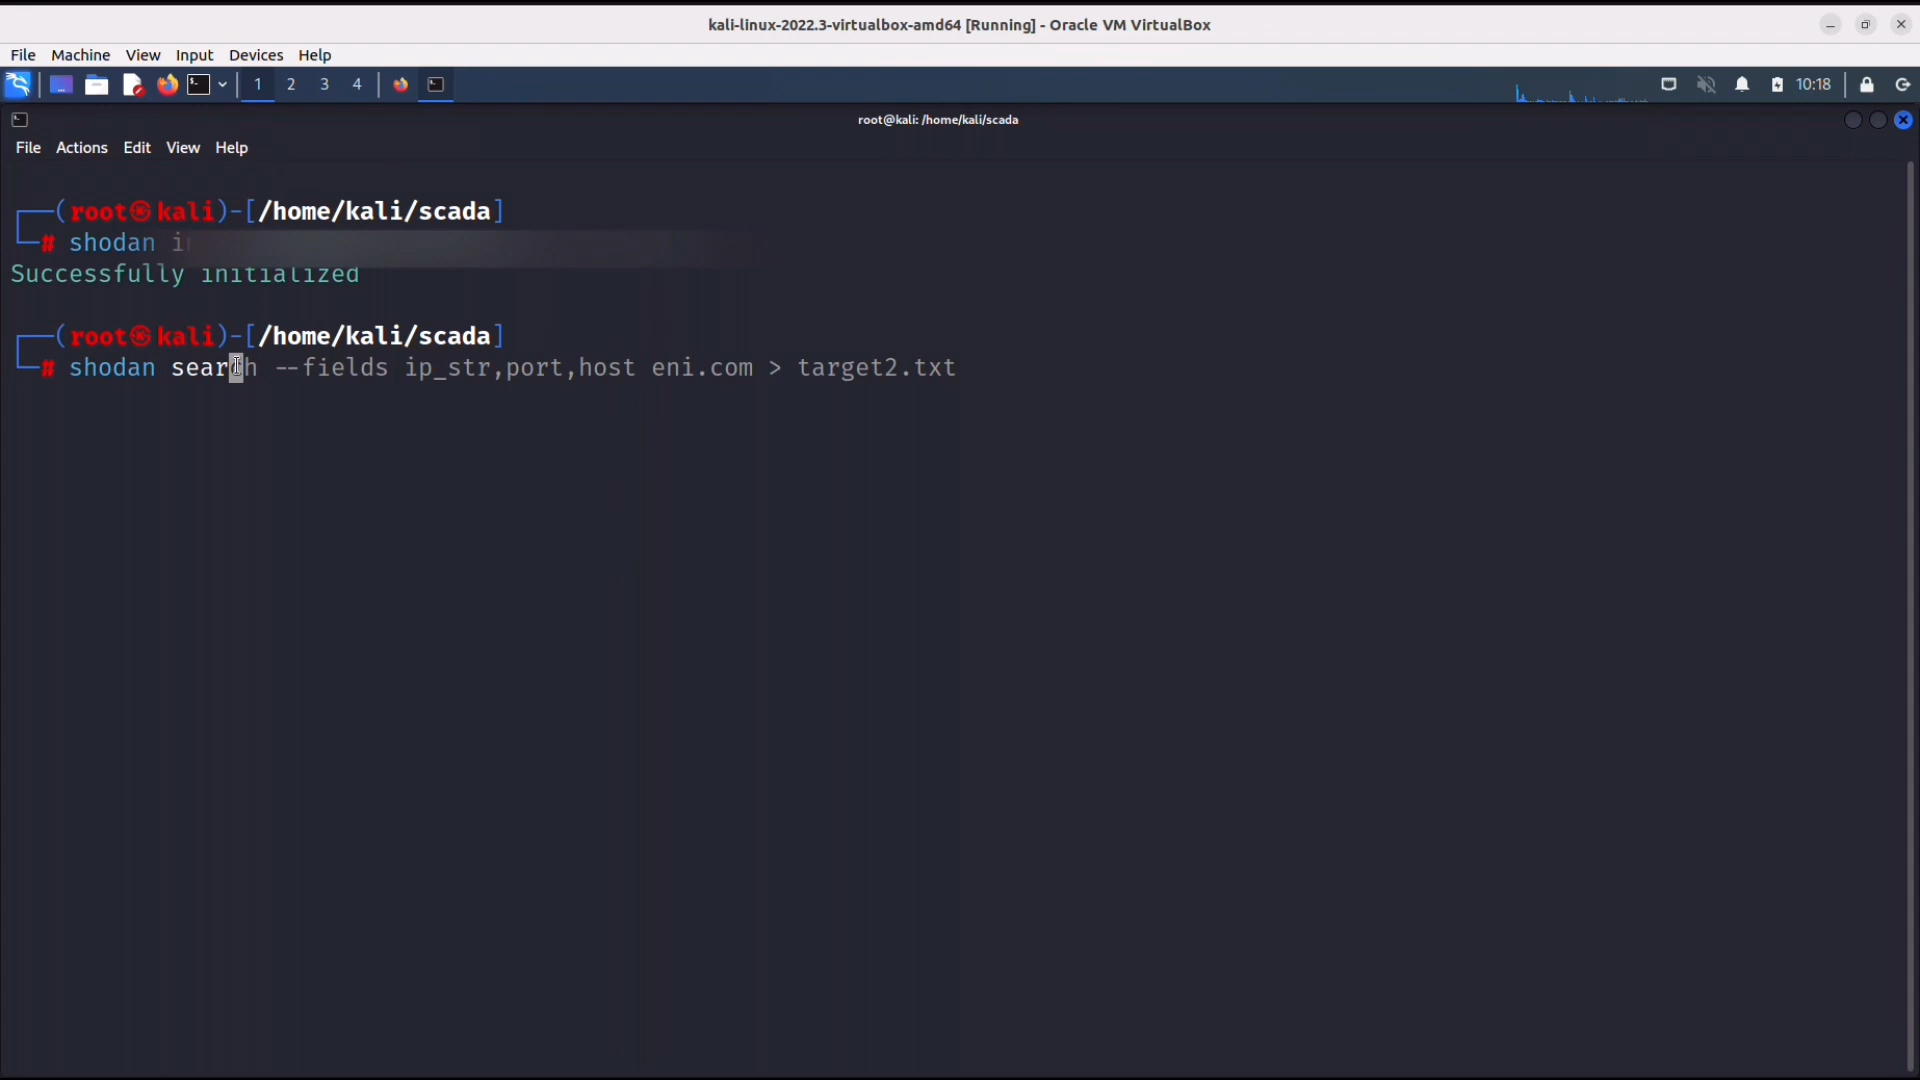 kali-linux-2022.3-virtualbox-amd64 [Running] - Oracle VM VirtualBox
File Machine View Input Devices Help
1 2 3 4 10:18
root@kali: /home/kali/scada
File Actions Edit View Help
(root㉿kali)-[/home/kali/scada]
# shodan
Successfully initialized
(root㉿kali)-[/home/kali/scada]
# shodan search --fields ip_str,port,host eni.com > target2.txt